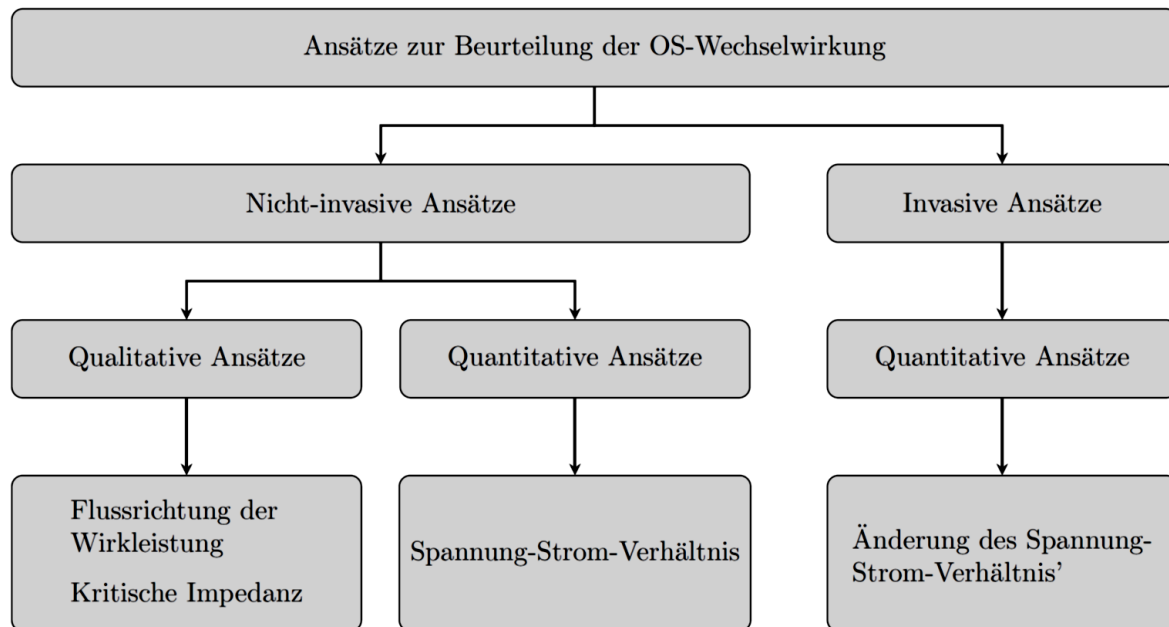 Ansätze zur Beurteilung der OS-Wechselwirkung
Nicht-invasive Ansätze
Invasive Ansätze
Qualitative Ansätze
Quantitative Ansätze
Quantitative Ansätze
Flussrichtung der
Wirkleistung
Kritische Impedanz
Spannung-Strom-Verhältnis
Änderung des Spannung-
Strom-Verhältnis’